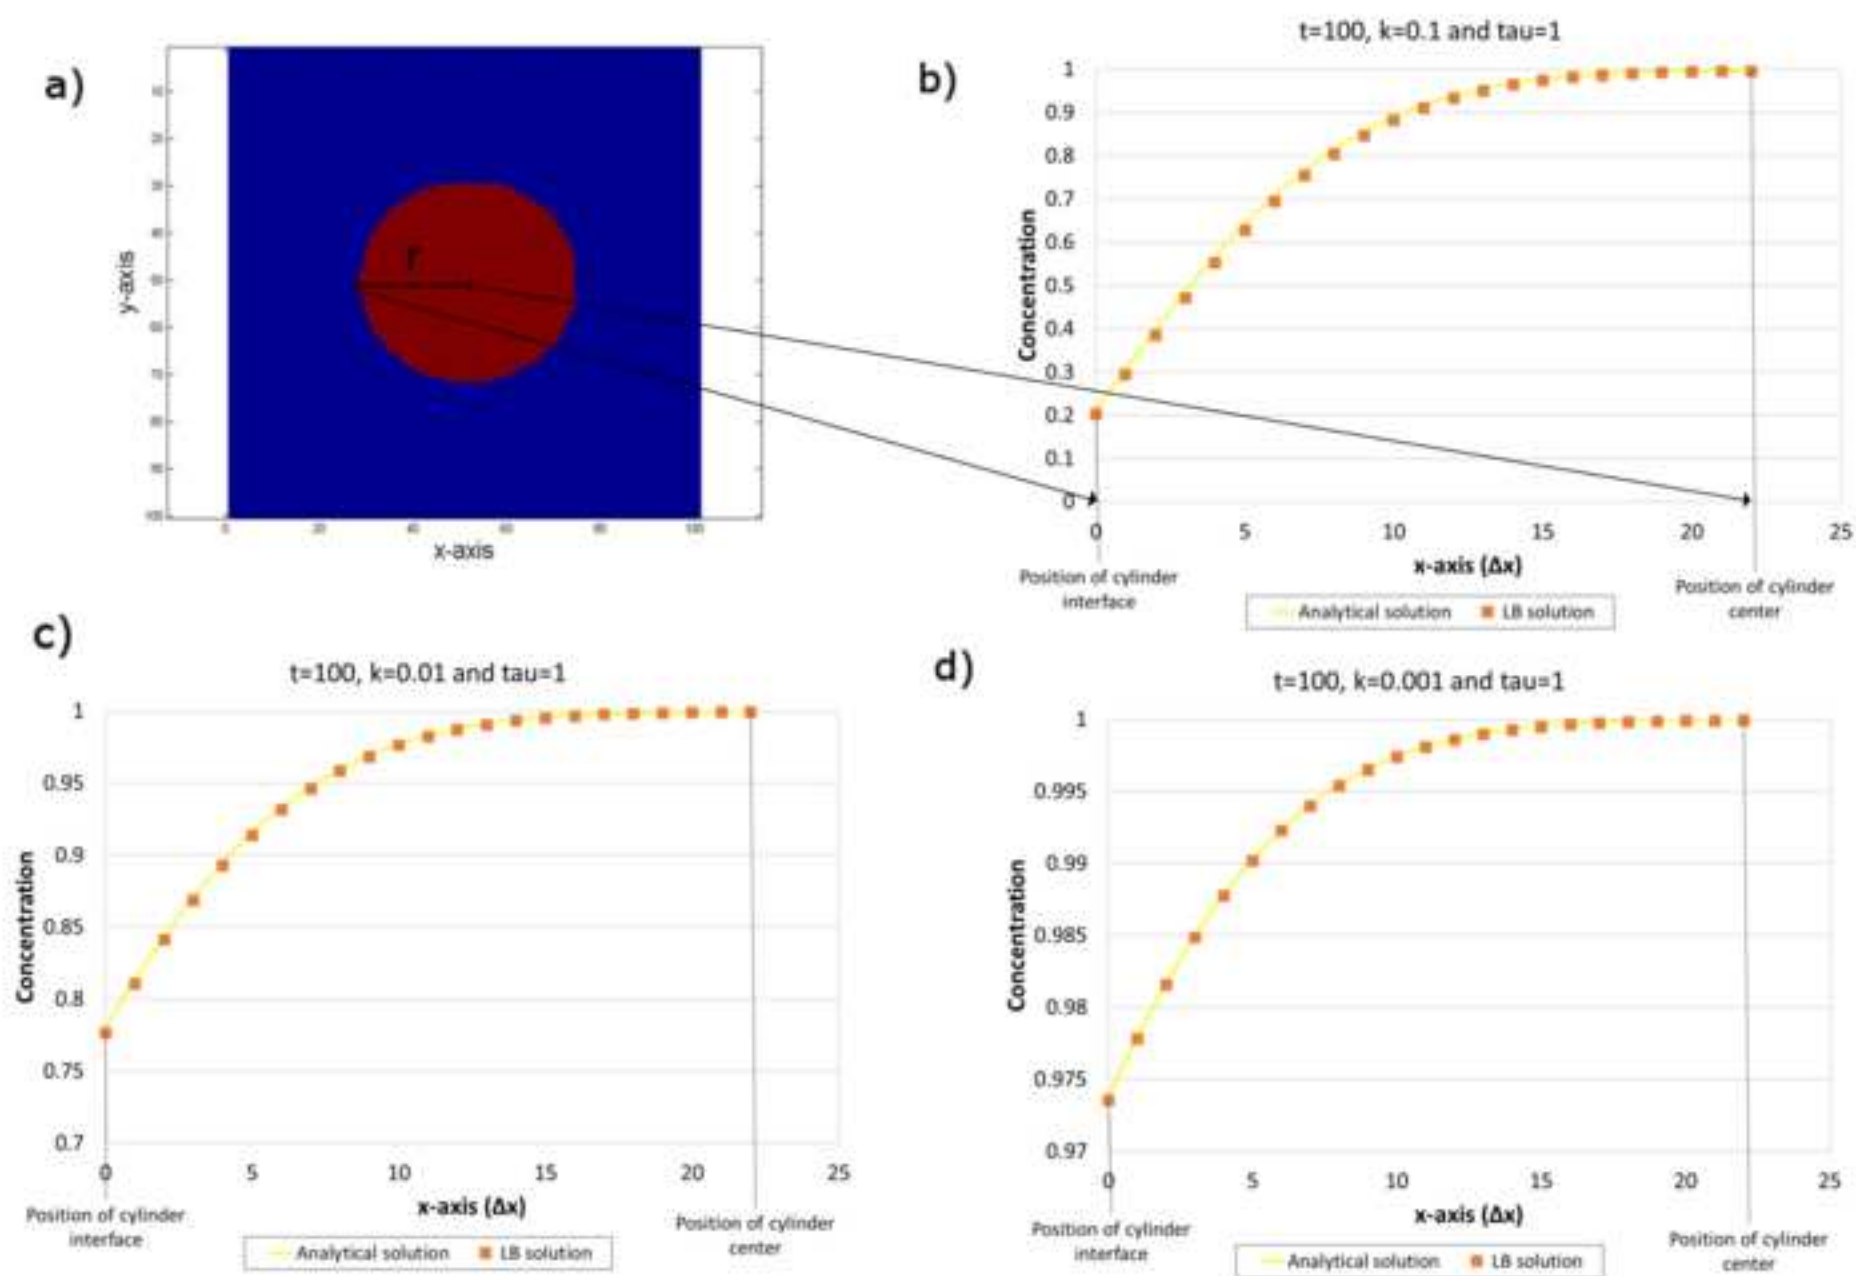 a)
r
y-axis
0
20
40
60
80
100
x-axis
b)
t=100, k=0.1 and tau=1
1
0.9
0.8
0.7
0.6
0.5
0.4
0.3
0.2
0.1
0
Concentration
0 5 10 15 20 25
x-axis (Δx)
Position of cylinder
interface
Position of cylinder
center
Analytical solution LB solution
c)
t=100, k=0.01 and tau=1
1
0.95
0.9
0.85
0.8
0.75
0.7
Concentration
0 5 10 15 20 25
x-axis (Δx)
Position of cylinder
interface
Position of cylinder
center
Analytical solution LB solution
d)
t=100, k=0.001 and tau=1
1
0.995
0.99
0.985
0.98
0.975
0.97
Concentration
0 5 10 15 20 25
x-axis (Δx)
Position of cylinder
interface
Position of cylinder
center
Analytical solution LB solution